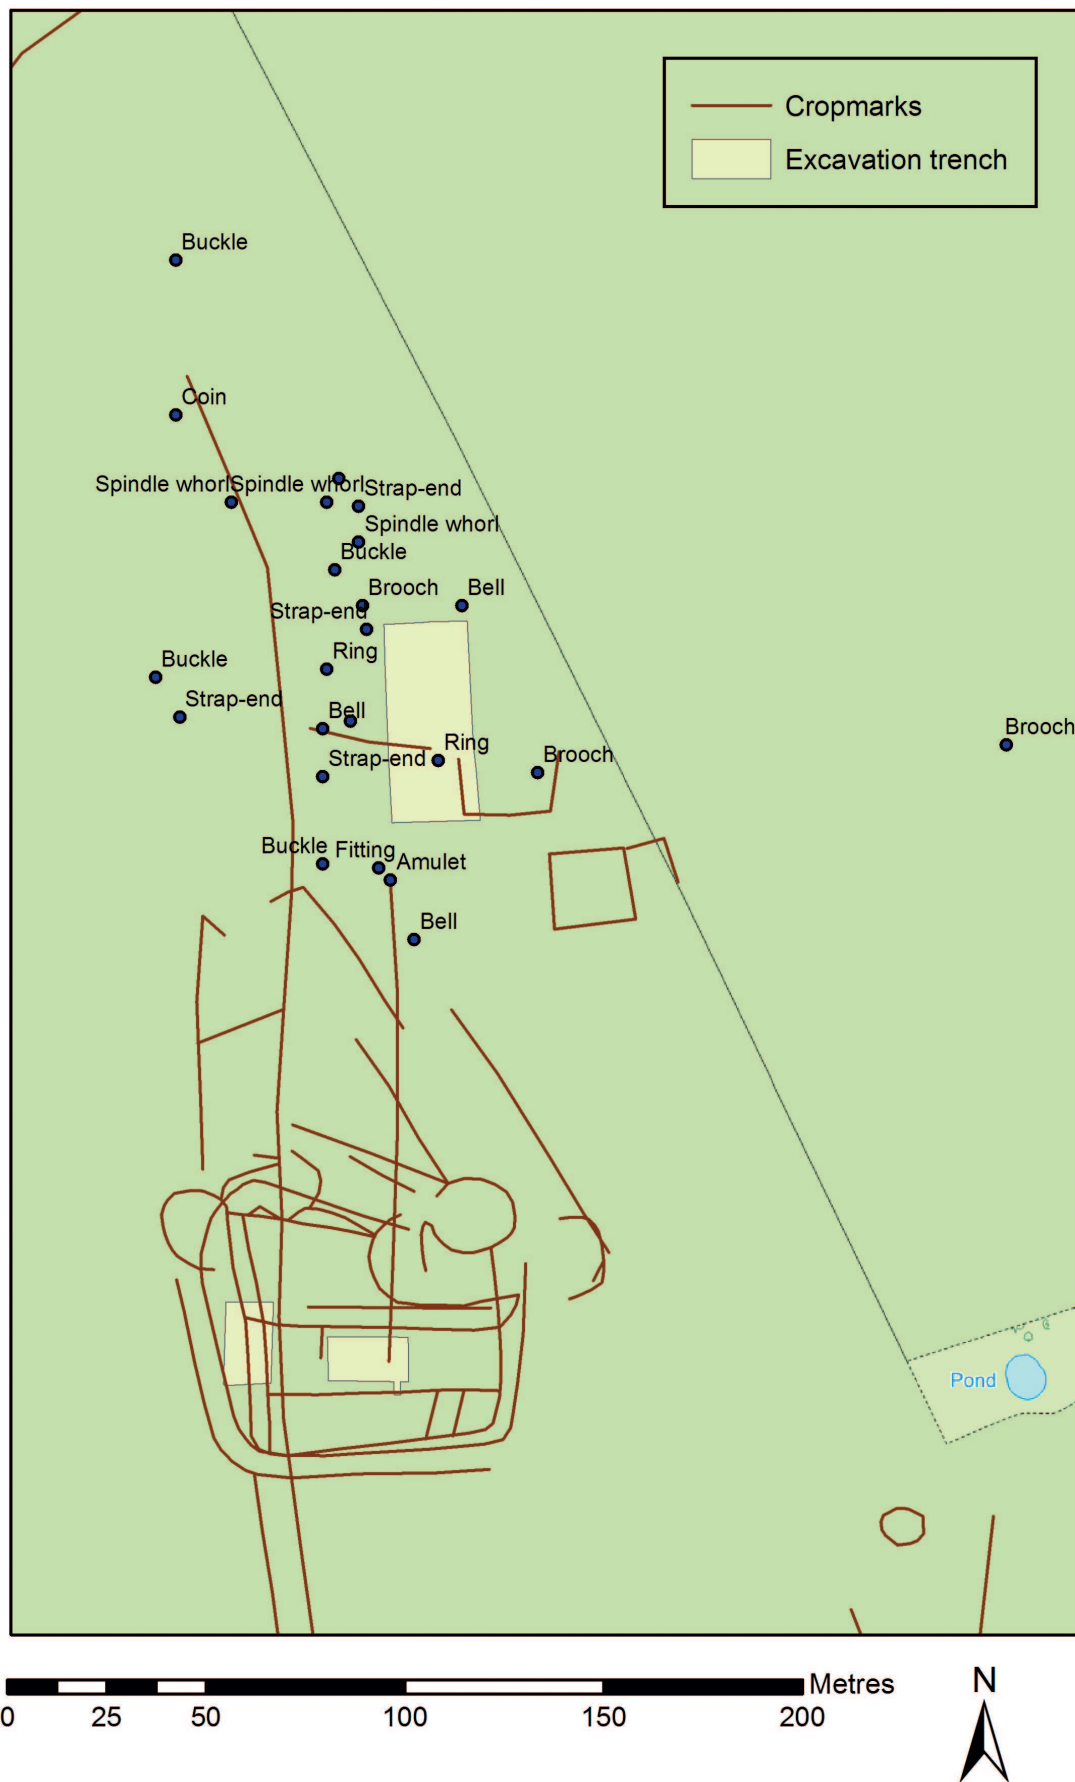 Cropmarks
Excavation trench
Buckle
Coin
Spindle whorl
Spindle whorl
Strap-end
Spindle whorl
Buckle
Brooch
Bell
Strap-end
Ring
Buckle
Strap-end
Bell
Ring
Brooch
Brooch
Strap-end
Buckle
Fitting
Amulet
Bell
Pond
Metres
0 25 50 100 150 200
N